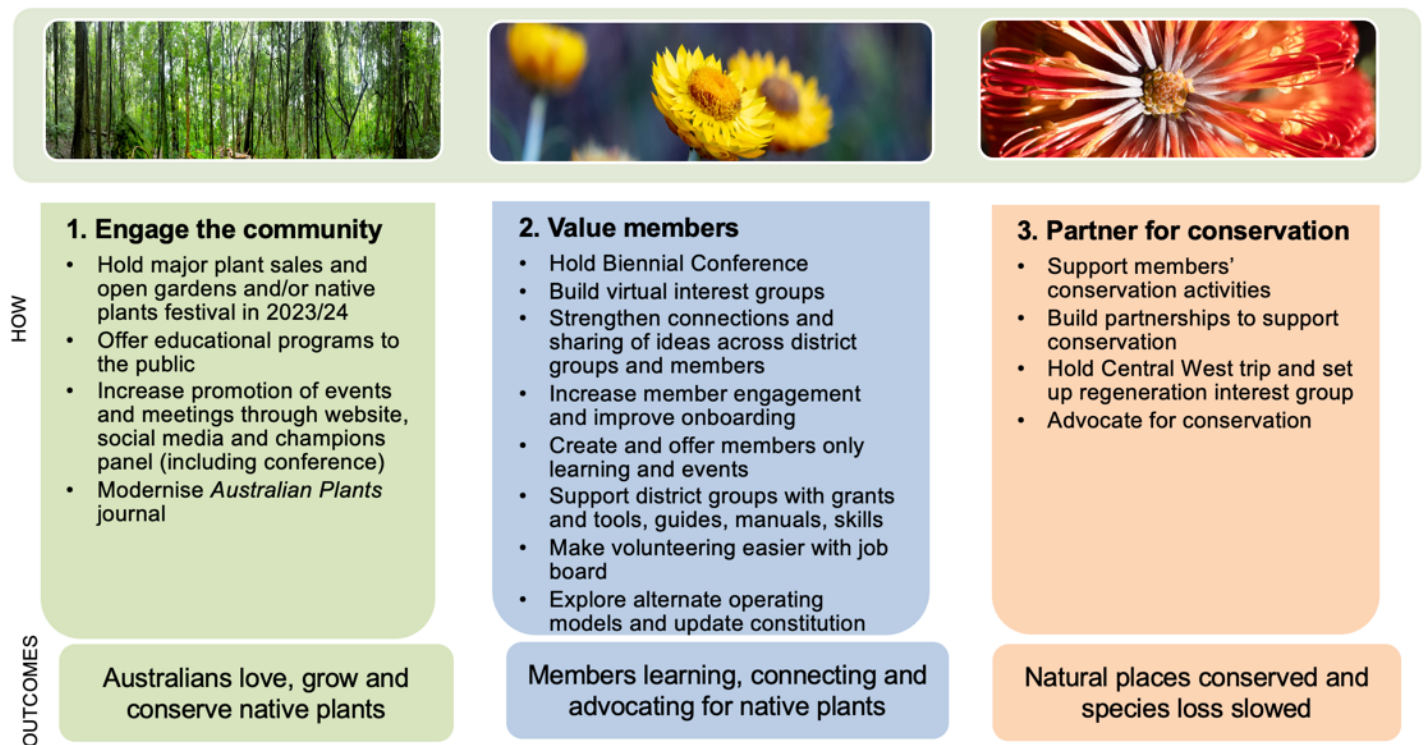 HOW
1. Engage the community
• Hold major plant sales and
open gardens and/or native
plants festival in 2023/24
• Offer educational programs to
the public
• Increase promotion of events
and meetings through website,
social media and champions
panel (including conference)
• Modernise Australian Plants
journal
2. Value members
• Hold Biennial Conference
• Build virtual interest groups
• Strengthen connections and
sharing of ideas across district
groups and members
• Increase member engagement
and improve onboarding
• Create and offer members only
learning and events
• Support district groups with grants
and tools, guides, manuals, skills
• Make volunteering easier with job
board
• Explore alternate operating
models and update constitution
3. Partner for conservation
• Support members’
conservation activities
• Build partnerships to support
conservation
• Hold Central West trip and set
up regeneration interest group
• Advocate for conservation
OUTCOMES
Australians love, grow and
conserve native plants
Members learning, connecting and
advocating for native plants
Natural places conserved and
species loss slowed